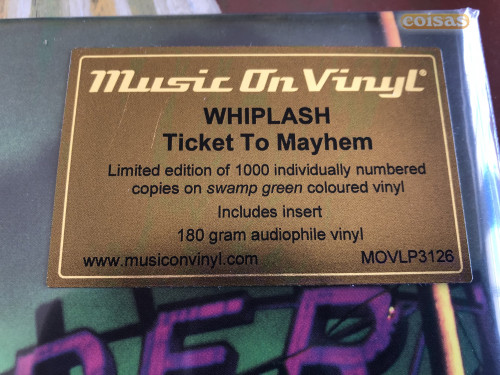 eoisas
Music On Vinyl®
WHIPLASH
Ticket To Mayhem
Limited edition of 1000 individually numbered
copies on swamp green coloured vinyl
Includes insert
180 gram audiophile vinyl
www.musiconvinyl.com MOVLP3126